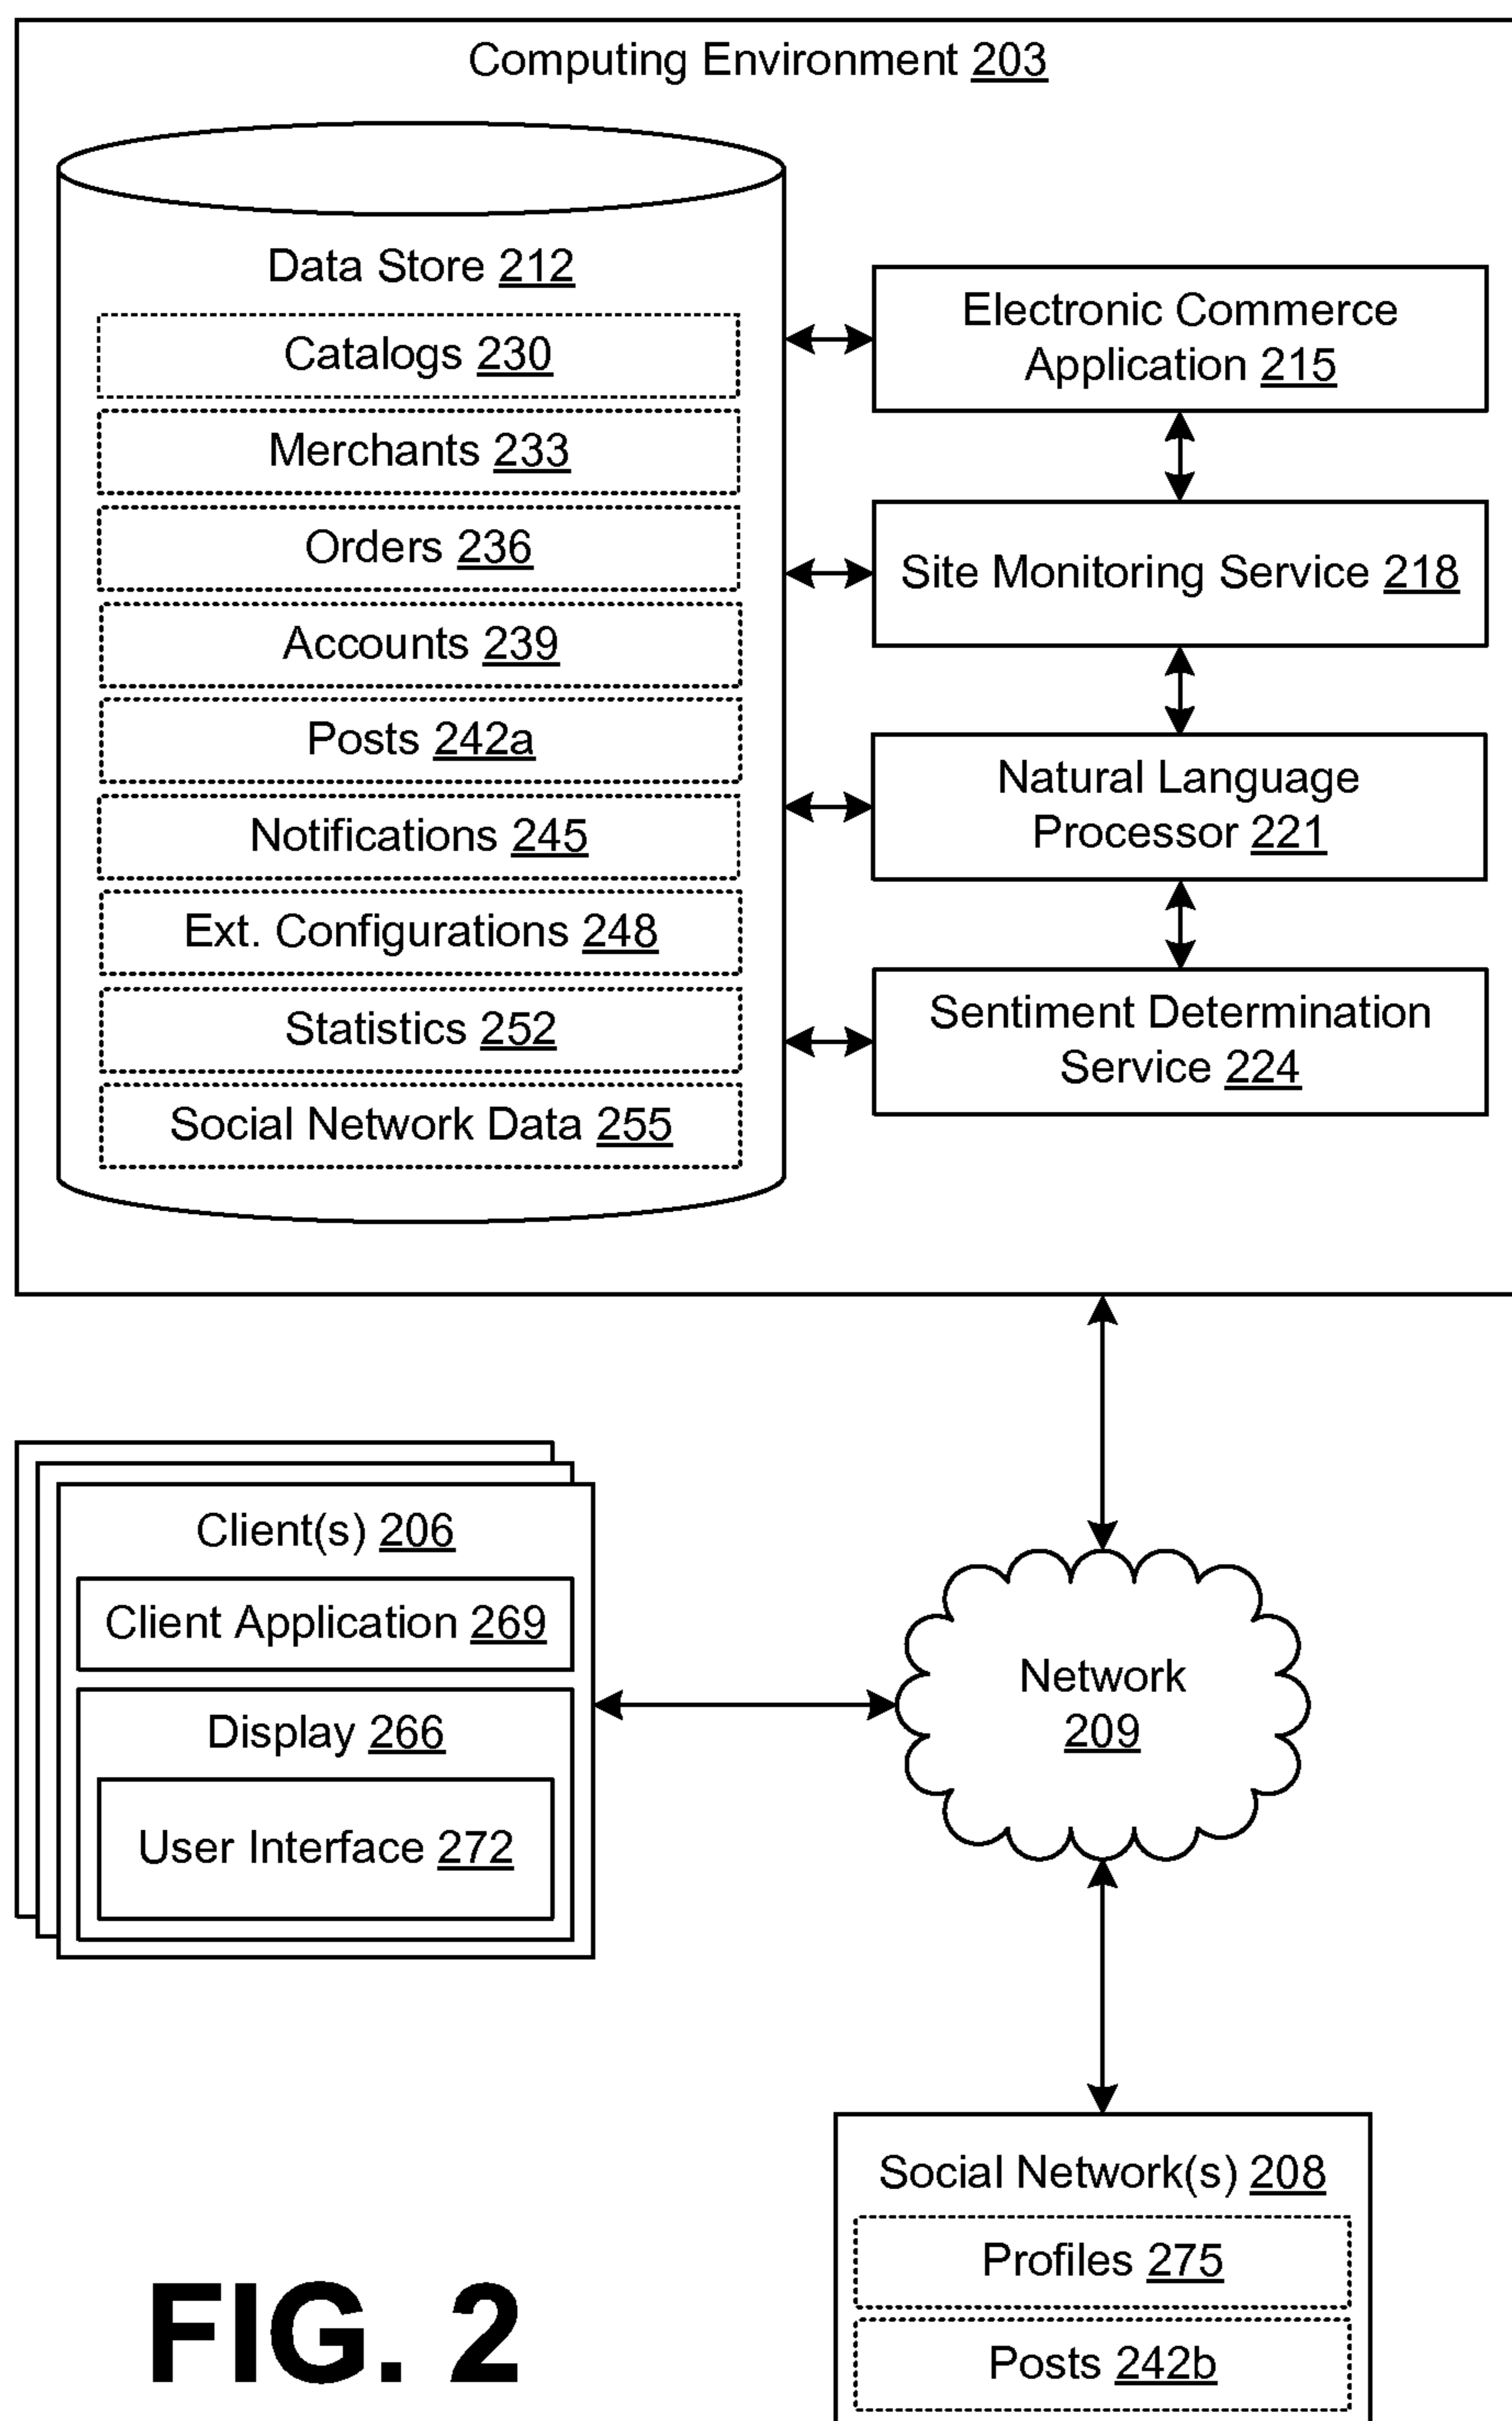 Computing Environment 203
Data Store 212
Catalogs 230
Merchants 233
Orders 236
Accounts 239
Posts 242a
Notifications 245
Ext. Configurations 248
Statistics 252
Social Network Data 255
Electronic Commerce
Application 215
Site Monitoring Service 218
Natural Language
Processor 221
Sentiment Determination
Service 224
Client(s) 206
Client Application 269
Display 266
User Interface 272
Network
209
Social Network(s) 208
Profiles 275
Posts 242b
FIG. 2